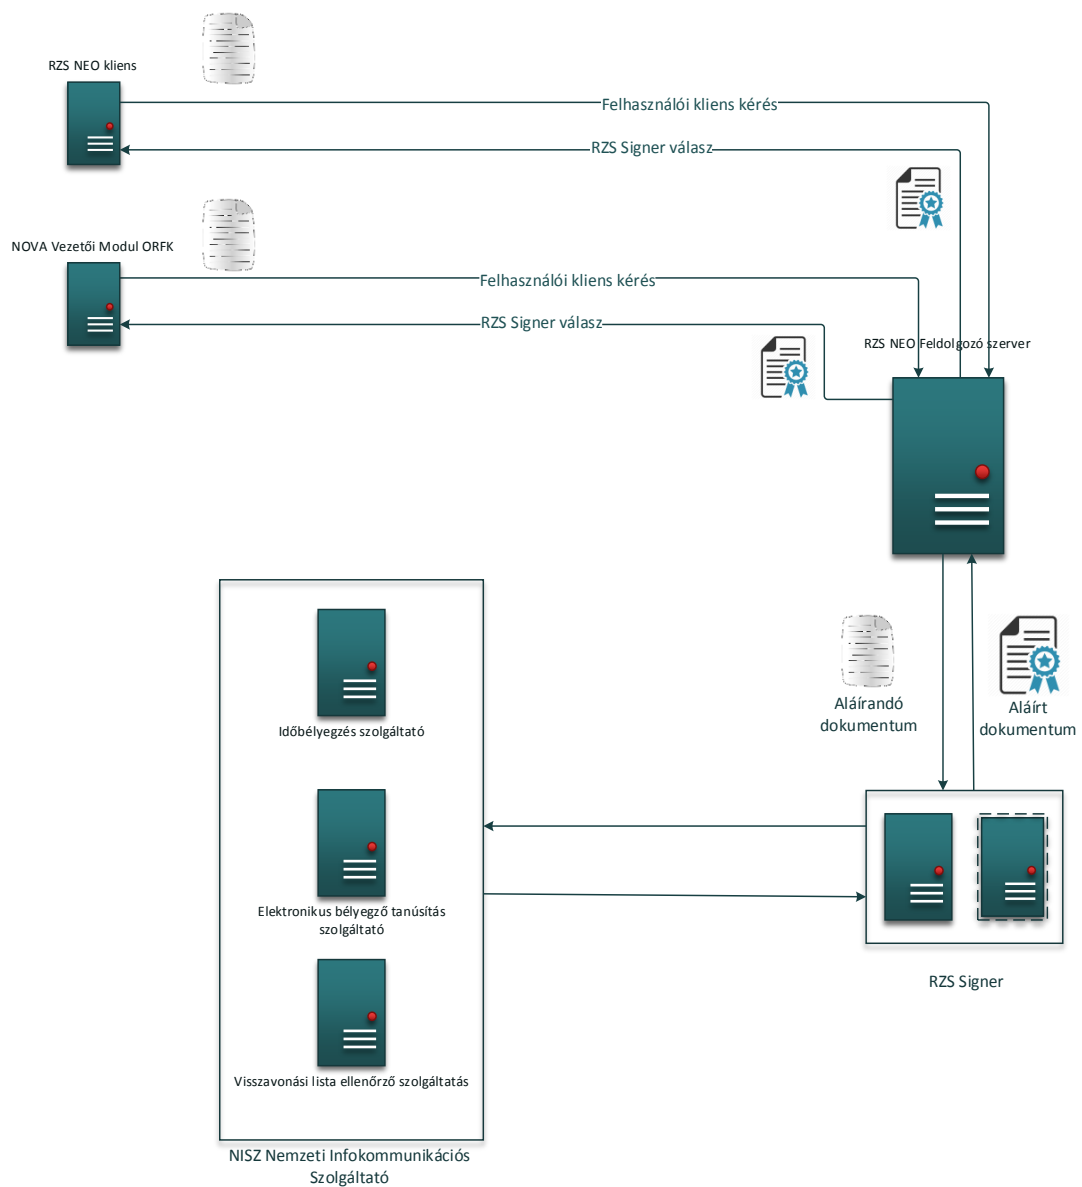 RZS NEO kliens
Felhasználói kliens kérés
RZS Signer válasz
NOVA Vezetői Modul ORFK
Felhasználói kliens kérés
RZS Signer válasz
RZS NEO Feldolgozó szerver
Aláírandó
dokumentum
Aláírt
dokumentum
Időbélyegzés szolgáltató
Elektronikus bélyegző tanúsítás
szolgáltató
RZS Signer
Visszavonási lista ellenőrző szolgáltatás
NISZ Nemzeti Infokommunikációs
Szolgáltató